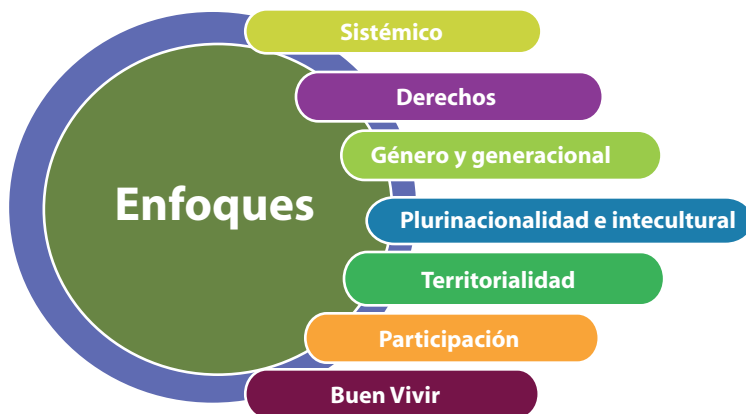 Sistémico
Derechos
Género y generacional
Enfoques
Plurinacionalidad e intecultural
Territorialidad
Participación
Buen Vivir